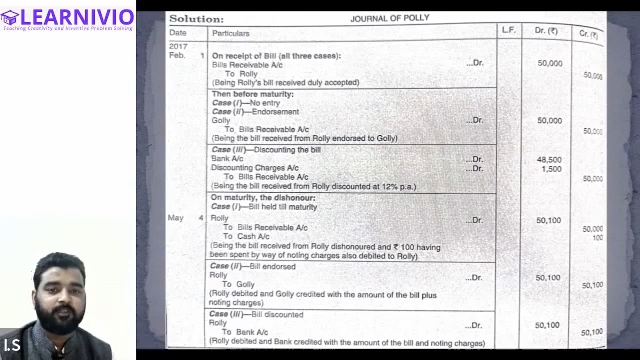 LEARNIVIO
Teaching Creativity and Inventive Problem Solving
Solution:
JOURNAL OF POLLY
Date Particulars L.F. Dr. (₹) Cr. (₹)
2017
Feb. 1 On receipt of Bill (all three cases):
Bills Receivable A/c ...Dr. 50,000
To Rolly 50,000
(Being Rolly's bill received duly accepted)
Then before maturity:
Case (i)—No entry
Case (ii)—Endorsement
Golly ...Dr. 50,000
To Bills Receivable A/c 50,000
(Being the bill received from Rolly endorsed to Golly)
Case (iii)—Discounting the bill
Bank A/c ...Dr. 48,500
Discounting Charges A/c ...Dr. 1,500
To Bills Receivable A/c 50,000
(Being the bill received from Rolly discounted at 12% p.a.)
On maturity, the dishonour:
Case (i)—Bill held till maturity
May 4 Rolly ...Dr. 50,100
To Bills Receivable A/c 50,000
To Cash A/c 100
(Being the bill received from Rolly dishonoured and ₹ 100 having
been spent by way of noting charges also debited to Rolly)
Case (ii)—Bill endorsed
Rolly ...Dr. 50,100
To Golly 50,100
(Rolly debited and Golly credited with the amount of the bill plus
noting charges)
Case (iii)—Bill discounted
Rolly ...Dr. 50,100
To Bank A/c 50,100
(Rolly debited and Bank credited with the amount of the bill and noting charges)
I.S